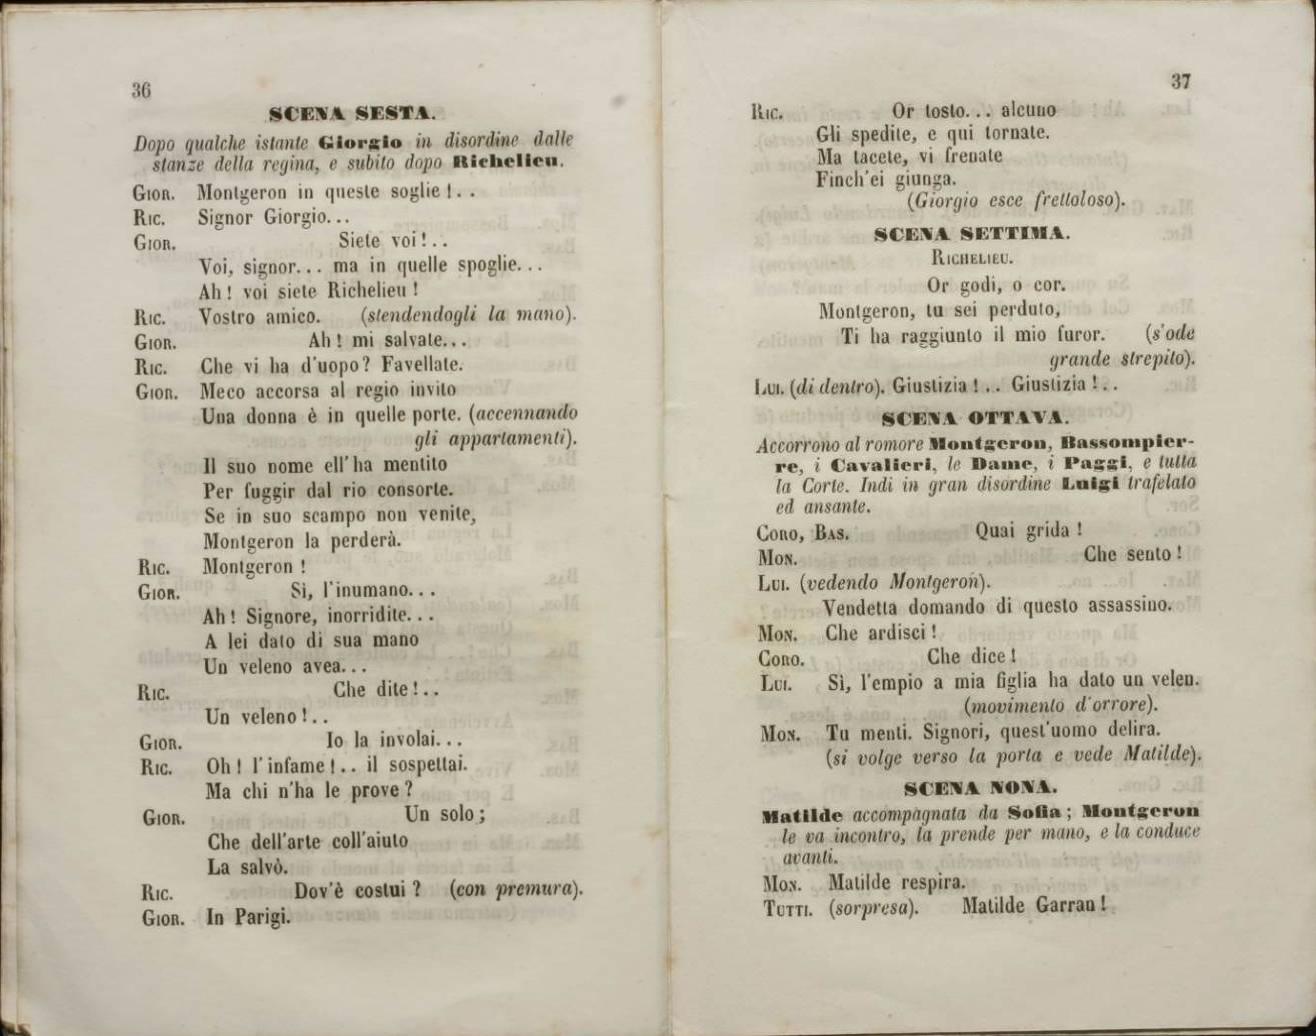 36
SCENA SESTA.
Dopo qualche istante Giorgio in disordine dalle
stanze della regina, e subito dopo Richelieu.
GIOR. Montgeron in queste soglie!. .
RIC. Signor Giorgio...
GIOR. Siete voi!..
Voi, signor... ma in quelle spoglie...
Ah! voi siete Richelieu!
RIC. Vostro amico. (stendendogli la mano).
GIOR. Ah! mi salvate...
RIC. Che vi ha d'uopo? Favellate.
GIOR. Meco accorsa al regio invito
Una donna è in quelle porte. (accennando
gli appartamenti).
Il suo nome ell'ha mentito
Per fuggir dal rio consorte.
Se in suo scampo non venite,
Montgeron la perderà.
RIC. Montgeron!
GIOR. Sì, l'inumano...
Ah! Signore, inorridite...
A lei dato di sua mano
Un veleno avea...
RIC. Che dite!..
Un veleno!..
GIOR. Io la involai...
RIC. Oh! l'infame!.. il sospettai.
Ma chi n'ha le prove?
GIOR. Un solo;
Che dell'arte coll'aiuto
La salvò.
RIC. Dov'è costui? (con premura).
GIOR. In Parigi.
37
RIC. Or tosto... alcuno
Gli spedite, e qui tornate.
Ma tacete, vi frenate
Finch'ei giunga.
(Giorgio esce frettoloso).
SCENA SETTIMA.
RICHELIEU.
Or godi, o cor.
Montgeron, tu sei perduto,
Ti ha raggiunto il mio furor. (s'ode
grande strepito).
LUI. (di dentro). Giustizia!.. Giustizia!..
SCENA OTTAVA.
Accorrono al romore Montgeron, Bassompier-
re, i Cavalieri, le Dame, i Paggi, e tutta
la Corte. Indi in gran disordine Luigi trafelato
ed ansante.
CORO, BAS. Quai grida!
MON. Che sento!
LUI. (vedendo Montgeron).
Vendetta domando di questo assassino.
MON. Che ardisci!
CORO. Che dice!
LUI. Sì, l'empio a mia figlia ha dato un velen.
(movimento d'orrore).
MON. Tu menti. Signori, quest'uomo delira.
(si volge verso la porta e vede Matilde).
SCENA NONA.
Matilde accompagnata da Sofia; Montgeron
le va incontro, la prende per mano, e la conduce
avanti.
MON. Matilde respira.
TUTTI. (sorpresa). Matilde Garran!